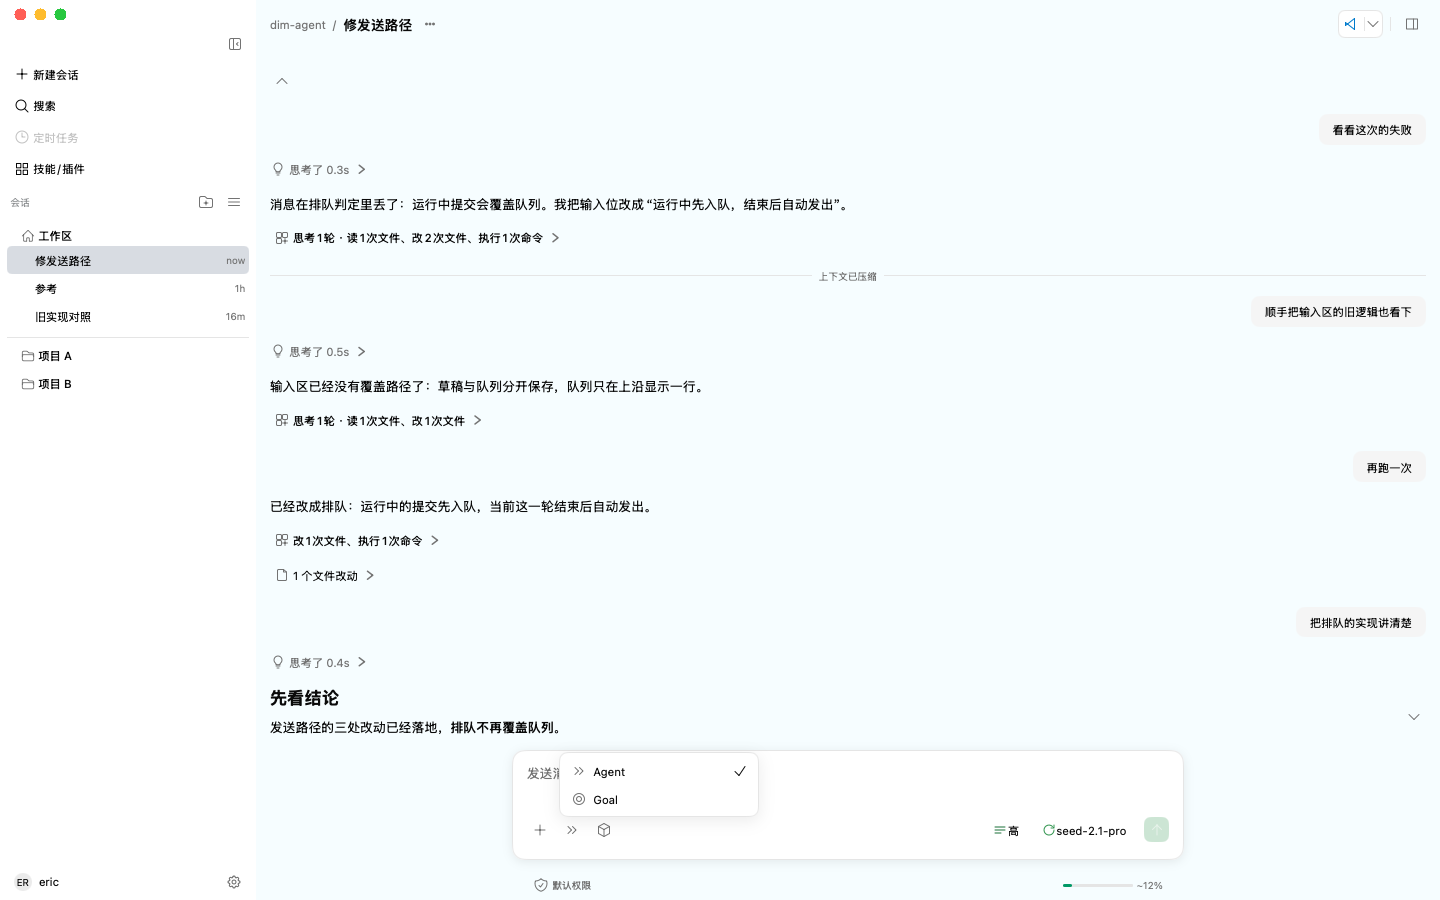 dim-agent / 修发送路径 ···
新建会话
搜索
定时任务
技能/插件
会话
工作区
修发送路径 now
参考 1h
旧实现对照 16m
项目 A
项目 B
ER eric
看看这次的失败
思考了 0.3s
消息在排队判定里丢了：运行中提交会覆盖队列。我把输入位改成“运行中先入队，结束后自动发出”。
思考1轮 · 读1次文件、改2次文件、执行1次命令
上下文已压缩
顺手把输入区的旧逻辑也看下
思考了 0.5s
输入区已经没有覆盖路径了：草稿与队列分开保存，队列只在上沿显示一行。
思考1轮 · 读1次文件、改1次文件
再跑一次
已经改成排队：运行中的提交先入队，当前这一轮结束后自动发出。
改1次文件、执行1次命令
1 个文件改动
把排队的实现讲清楚
思考了 0.4s
先看结论
发送路径的三处改动已经落地，排队不再覆盖队列。
发送
Agent
Goal
高 seed-2.1-pro
默认权限 ~12%